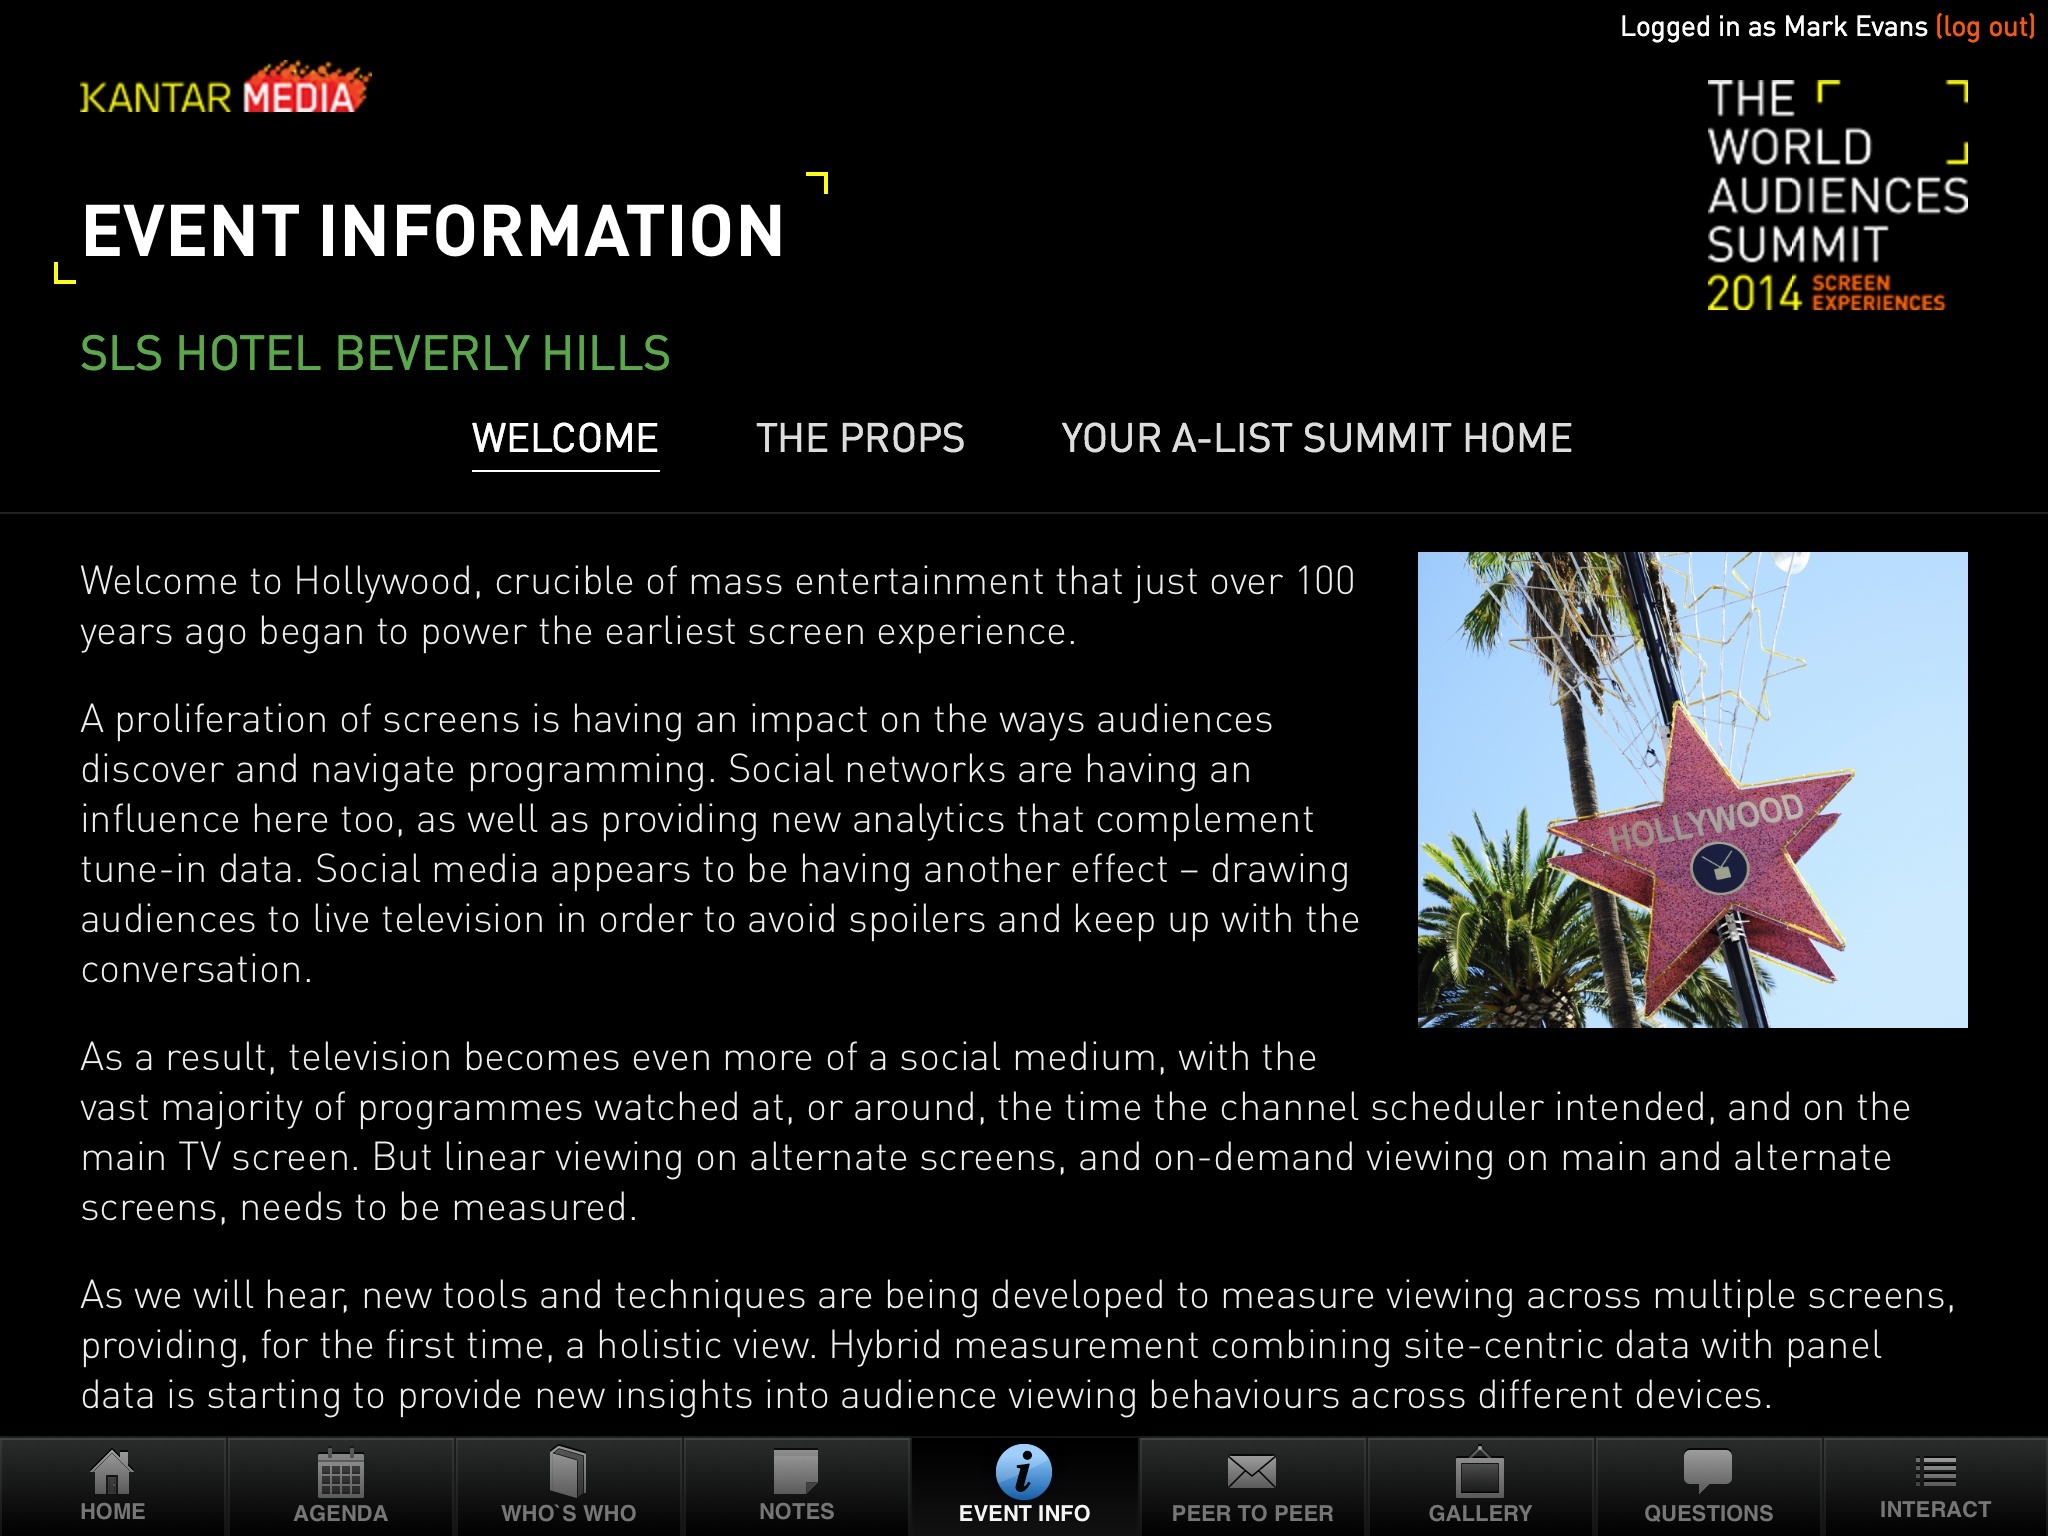 Logged in as Mark Evans (log out)
KANTAR MEDIA
THE
WORLD
AUDIENCES
SUMMIT
2014 SCREEN
EXPERIENCES
EVENT INFORMATION
SLS HOTEL BEVERLY HILLS
WELCOME THE PROPS YOUR A-LIST SUMMIT HOME
Welcome to Hollywood, crucible of mass entertainment that just over 100
years ago began to power the earliest screen experience.
A proliferation of screens is having an impact on the ways audiences
discover and navigate programming. Social networks are having an
influence here too, as well as providing new analytics that complement
tune-in data. Social media appears to be having another effect – drawing
audiences to live television in order to avoid spoilers and keep up with the
conversation.
HOLLYWOOD
As a result, television becomes even more of a social medium, with the
vast majority of programmes watched at, or around, the time the channel scheduler intended, and on the
main TV screen. But linear viewing on alternate screens, and on-demand viewing on main and alternate
screens, needs to be measured.
As we will hear, new tools and techniques are being developed to measure viewing across multiple screens,
providing, for the first time, a holistic view. Hybrid measurement combining site-centric data with panel
data is starting to provide new insights into audience viewing behaviours across different devices.
HOME AGENDA WHO`S WHO NOTES EVENT INFO PEER TO PEER GALLERY QUESTIONS INTERACT